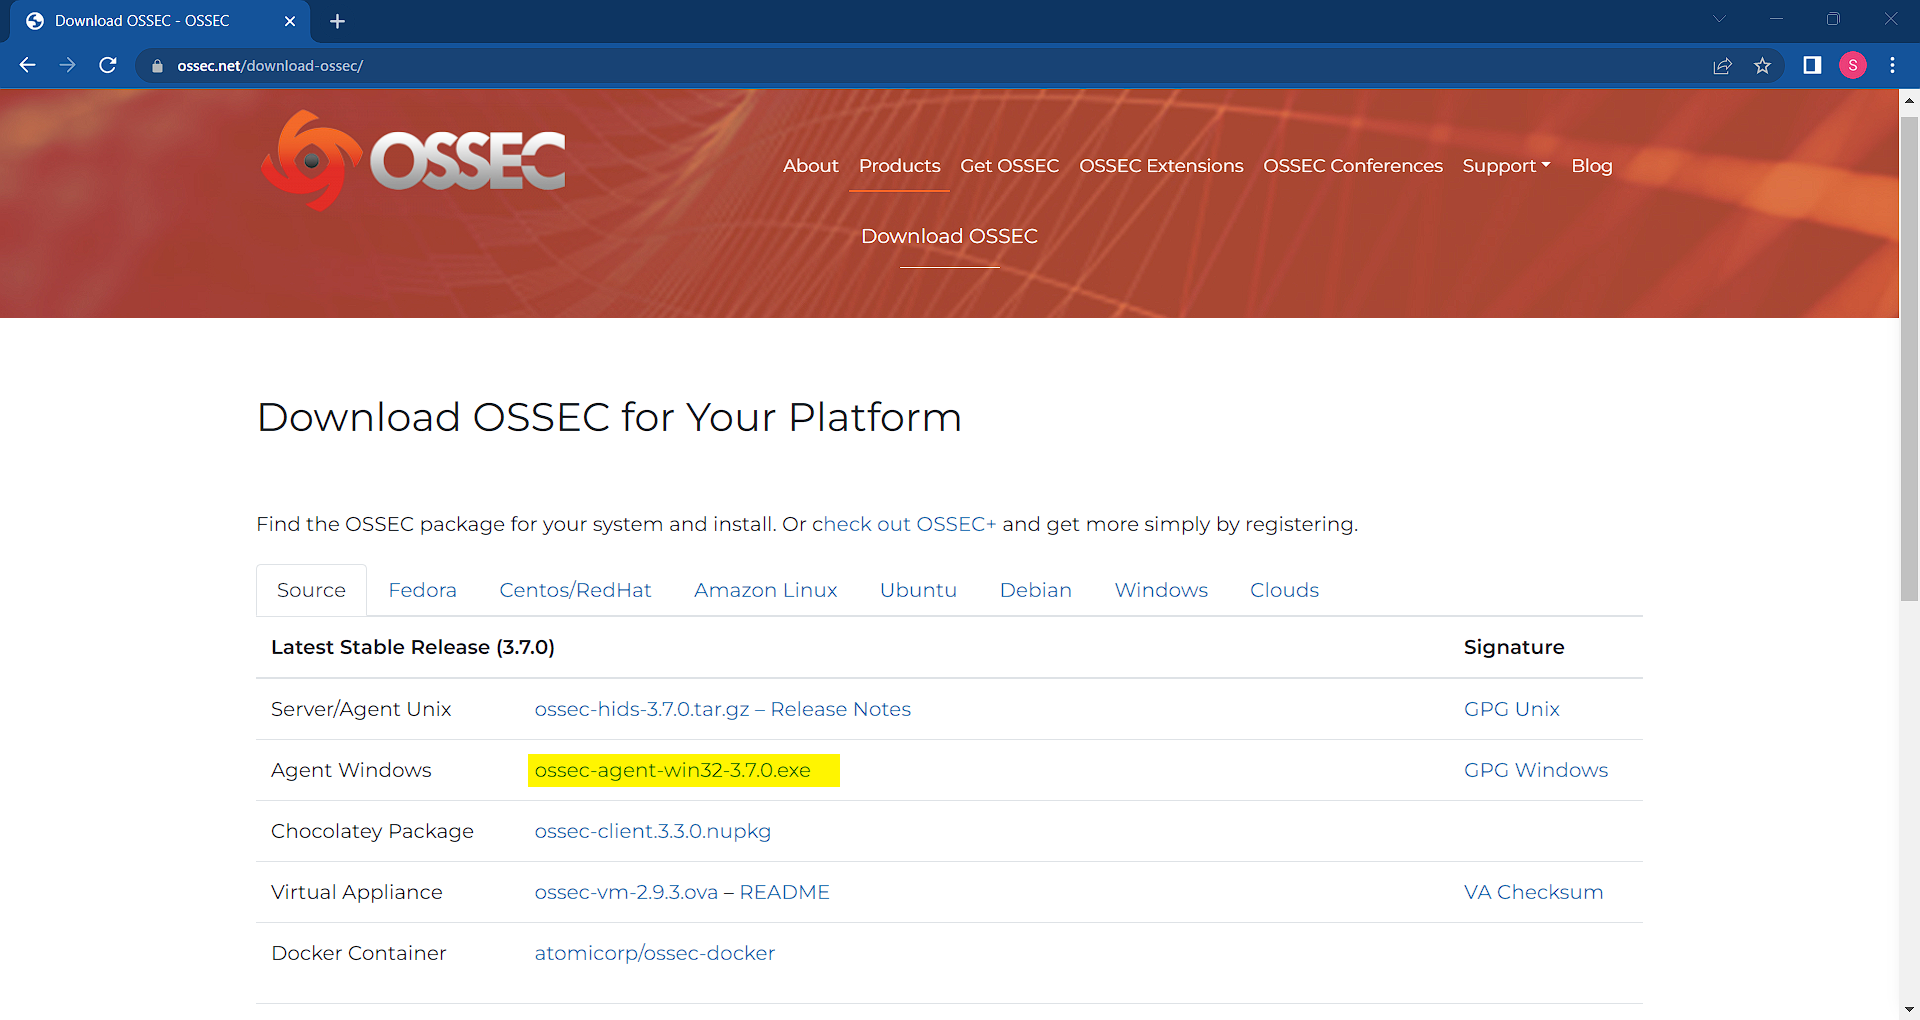 Download OSSEC - OSSEC
ossec.net/download-ossec/
S
OSSEC
About Products Get OSSEC OSSEC Extensions OSSEC Conferences Support Blog
Download OSSEC
Download OSSEC for Your Platform
Find the OSSEC package for your system and install. Or check out OSSEC+ and get more simply by registering.
Source Fedora Centos/RedHat Amazon Linux Ubuntu Debian Windows Clouds
Latest Stable Release (3.7.0) Signature
Server/Agent Unix ossec-hids-3.7.0.tar.gz – Release Notes GPG Unix
Agent Windows ossec-agent-win32-3.7.0.exe GPG Windows
Chocolatey Package ossec-client.3.3.0.nupkg
Virtual Appliance ossec-vm-2.9.3.ova – README VA Checksum
Docker Container atomicorp/ossec-docker